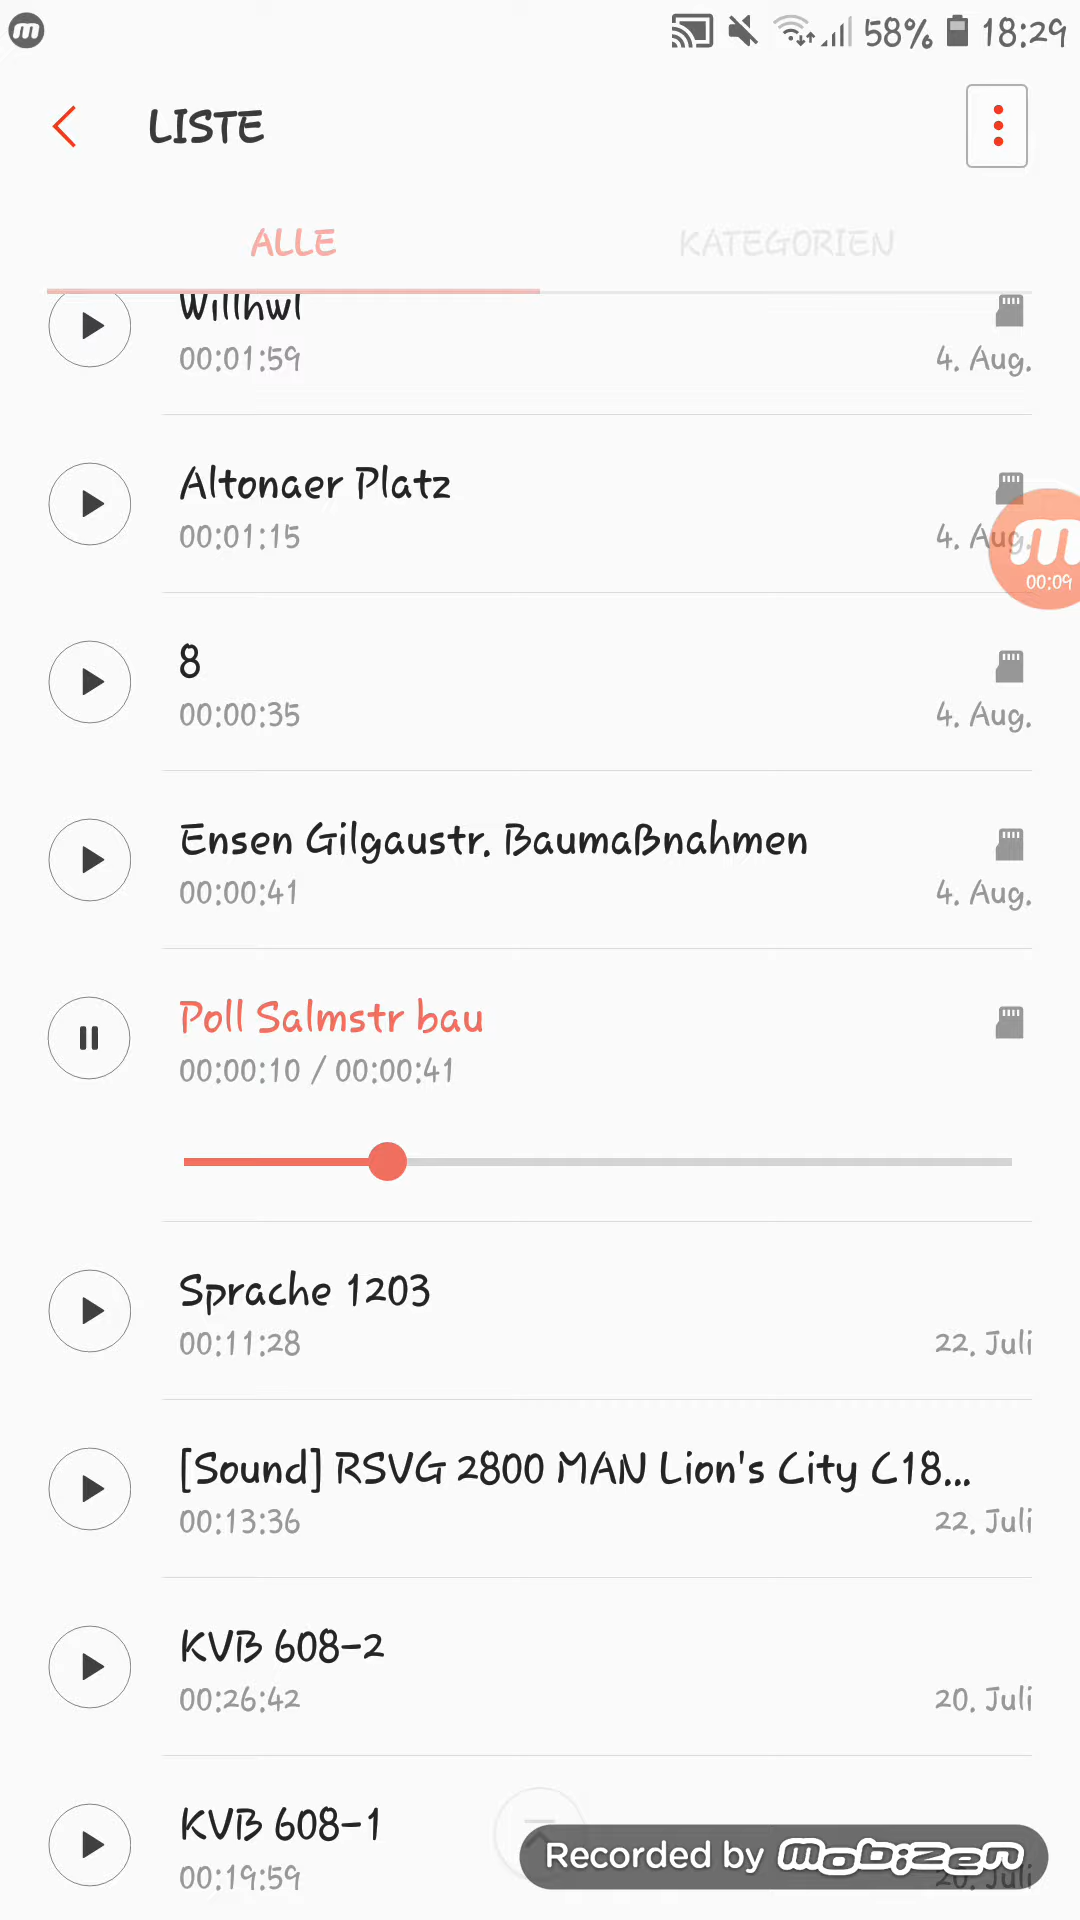 m 58% 18:29
LISTE
ALLE KATEGORIEN
Willhwl
00:01:59 4. Aug.
Altonaer Platz
00:01:15 4. Aug.
m
00:09
8
00:00:35 4. Aug.
Ensen Gilgaustr. Baumaßnahmen
00:00:41 4. Aug.
Poll Salmstr bau
00:00:10 / 00:00:41
Sprache 1203
00:11:28 22. Juli
[Sound] RSVG 2800 MAN Lion's City C18...
00:13:36 22. Juli
KVB 608-2
00:26:42 20. Juli
KVB 608-1
Recorded by mobizen
00:19:59 20. Juli